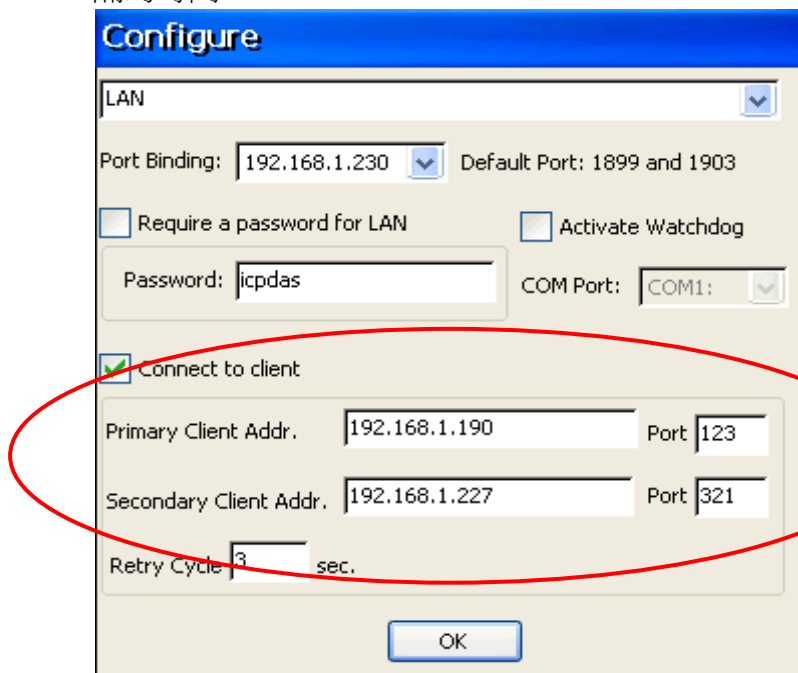 Configure
LAN
Port Binding: 192.168.1.230 Default Port: 1899 and 1903
Require a password for LAN Activate Watchdog
Password: icpdas COM Port: COM1:
Connect to client
Primary Client Addr. 192.168.1.190 Port 123
Secondary Client Addr. 192.168.1.227 Port 321
Retry Cycle 3 sec.
OK